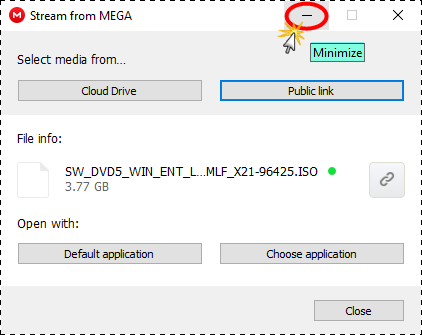 Stream from MEGA
Minimize
Select media from...
Cloud Drive
Public link
File info:
SW_DVD5_WIN_ENT_L...MLF_X21-96425.ISO
3.77 GB
Open with:
Default application
Choose application
Close